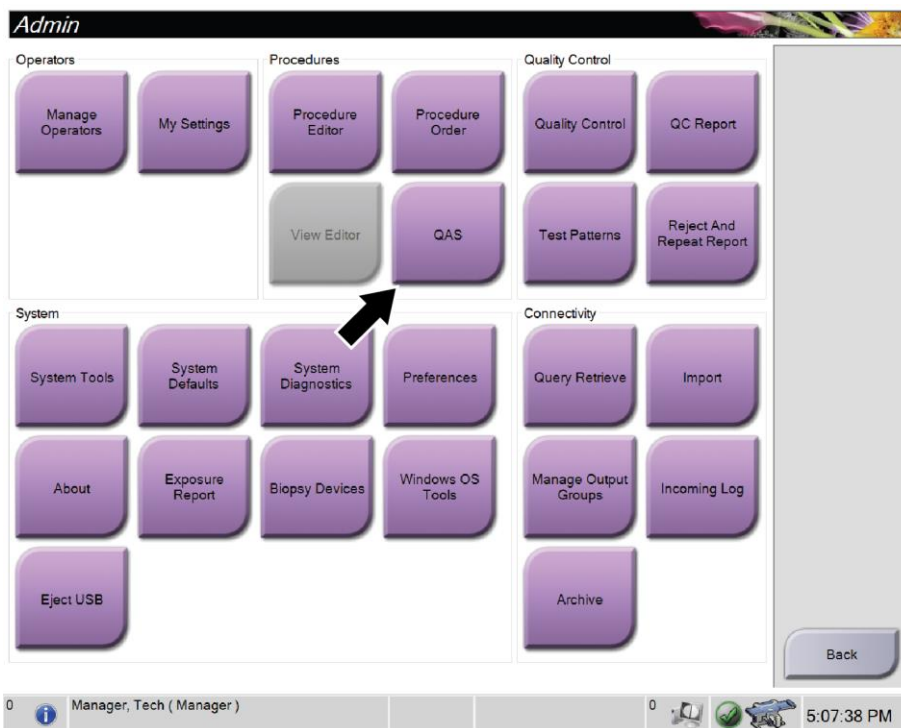 Admin
Operators
Manage
Operators
My Settings
Procedures
Procedure
Editor
Procedure
Order
View Editor
QAS
Quality Control
Quality Control
QC Report
Test Patterns
Reject And
Repeat Report
System
System Tools
System
Defaults
System
Diagnostics
Preferences
About
Exposure
Report
Biopsy Devices
Windows OS
Tools
Eject USB
Connectivity
Query Retrieve
Import
Manage Output
Groups
Incoming Log
Archive
Back
0
Manager, Tech ( Manager )
0
5:07:38 PM